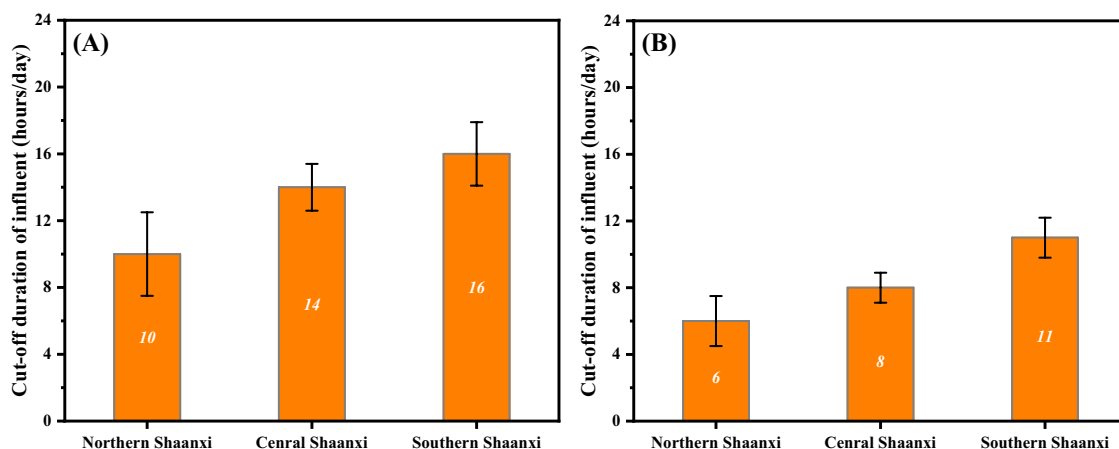 (A)
Cut-off duration of influent (hours/day)
24
20
16
12
8
4
0
10
14
16
Northern Shaanxi
Cenral Shaanxi
Southern Shaanxi
(B)
Cut-off duration of influent (hours/day)
24
20
16
12
8
4
0
6
8
11
Northern Shaanxi
Cenral Shaanxi
Southern Shaanxi